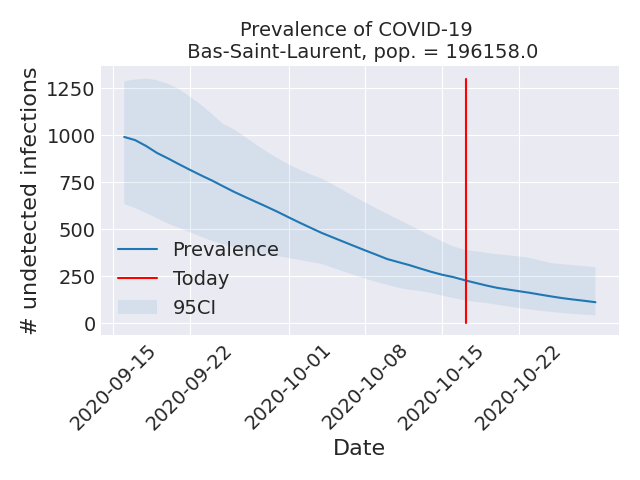 Prevalence of COVID-19
Bas-Saint-Laurent, pop. = 196158.0
# undetected infections
1250
1000
750
500
250
0
Prevalence
Today
95CI
2020-09-15
2020-09-22
2020-10-01
2020-10-08
2020-10-15
2020-10-22
Date